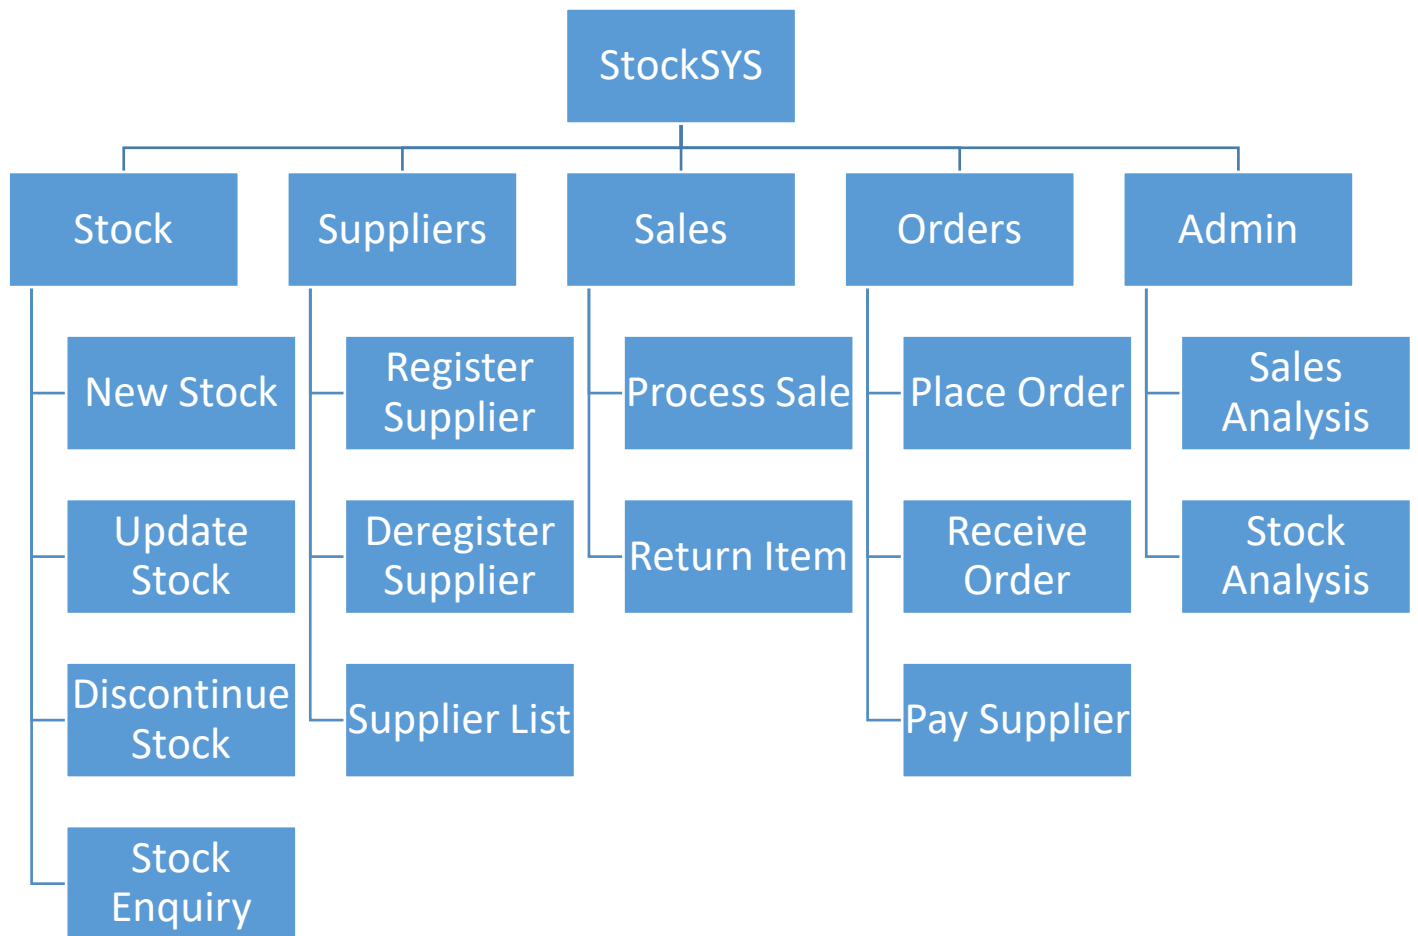 StockSYS
Stock
Suppliers
Sales
Orders
Admin
New Stock
Update
Stock
Discontinue
Stock
Stock
Enquiry
Register
Supplier
Deregister
Supplier
Supplier List
Process Sale
Return Item
Place Order
Receive
Order
Pay Supplier
Sales
Analysis
Stock
Analysis